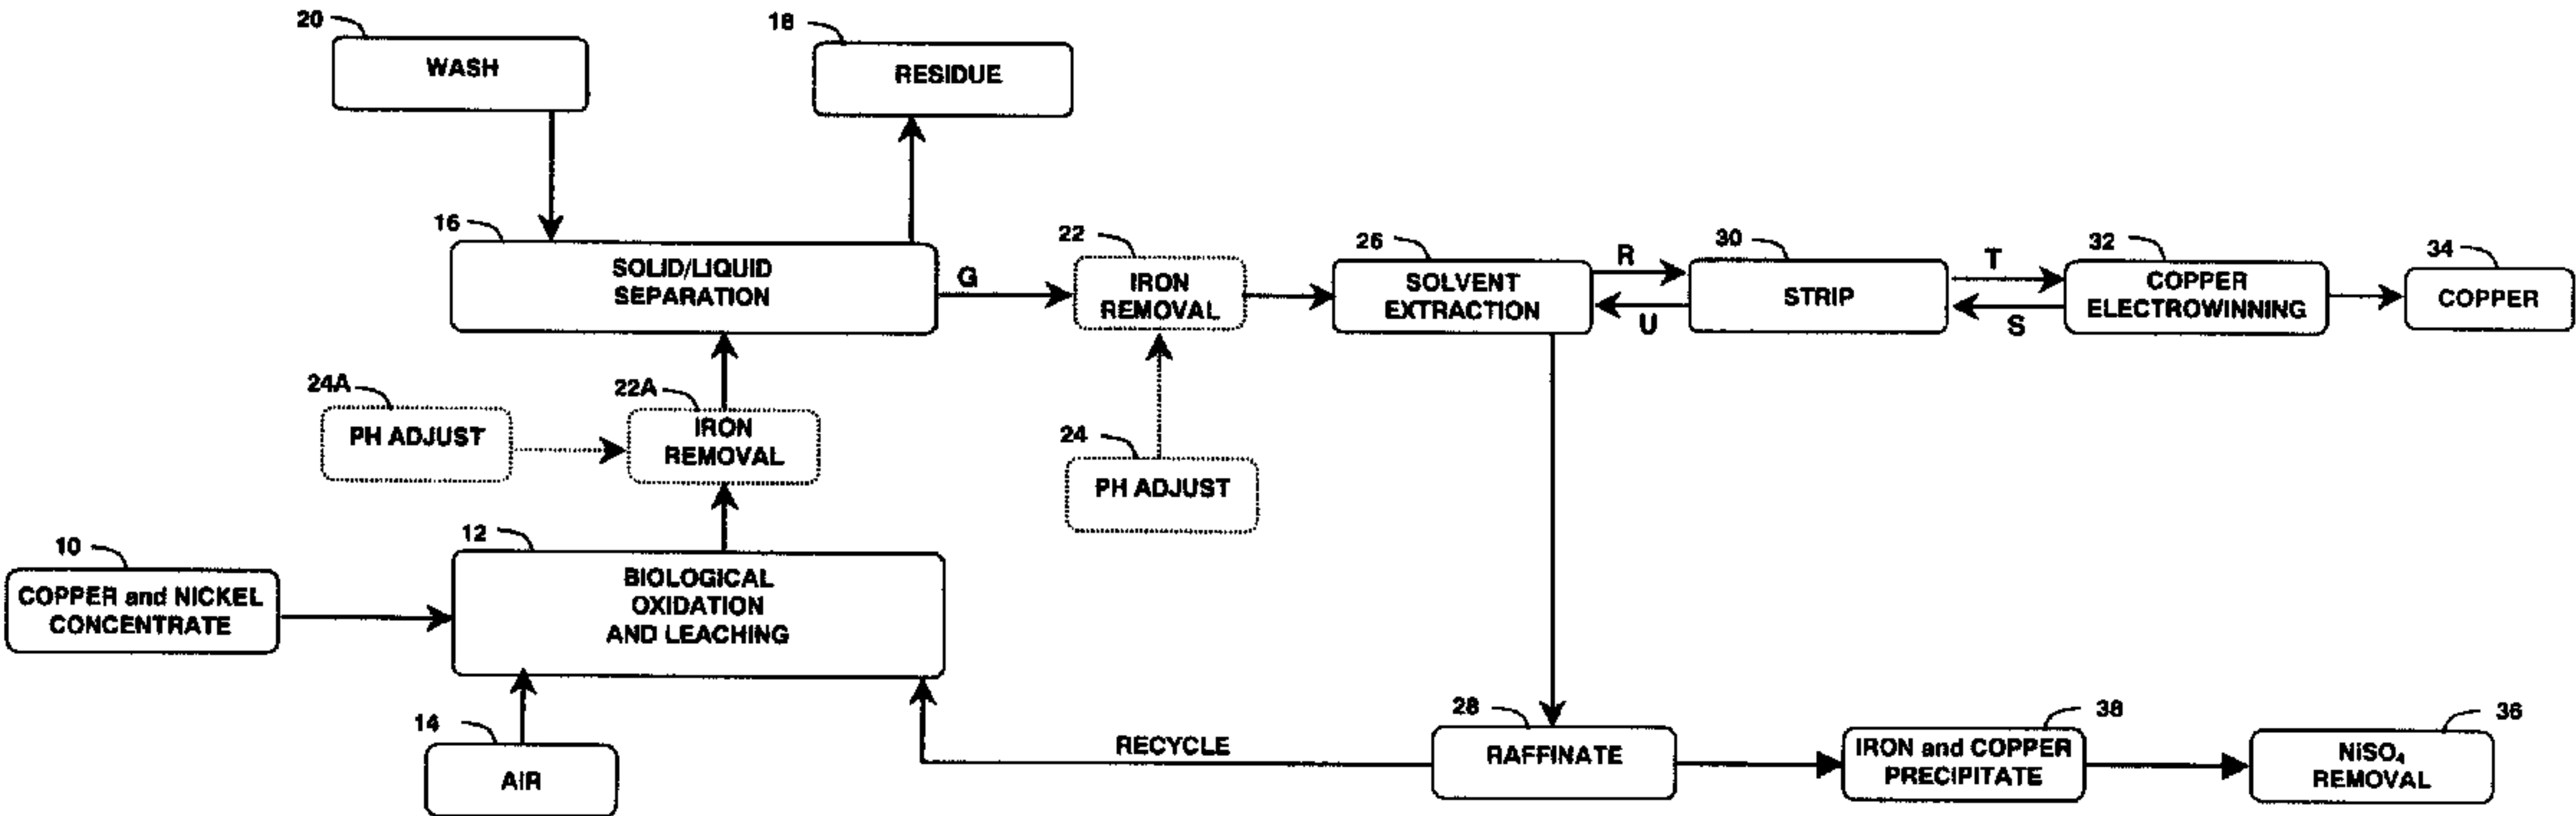 20
WASH
18
RESIDUE
16
SOLID/LIQUID
SEPARATION
G
22
IRON
REMOVAL
26
SOLVENT
EXTRACTION
R
U
30
STRIP
T
S
32
COPPER
ELECTROWINNING
34
COPPER
24A
PH ADJUST
22A
IRON
REMOVAL
24
PH ADJUST
10
COPPER and NICKEL
CONCENTRATE
12
BIOLOGICAL
OXIDATION
AND LEACHING
14
AIR
RECYCLE
28
RAFFINATE
38
IRON and COPPER
PRECIPITATE
36
NiSO₄
REMOVAL